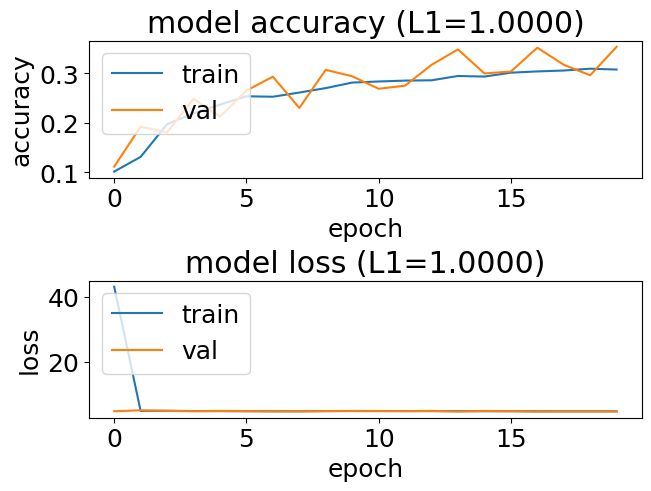 model accuracy (L1=1.0000)
accuracy
0.3
0.2
0.1
train
val
0 5 10 15
epoch
model loss (L1=1.0000)
loss
40
20
train
val
0 5 10 15
epoch